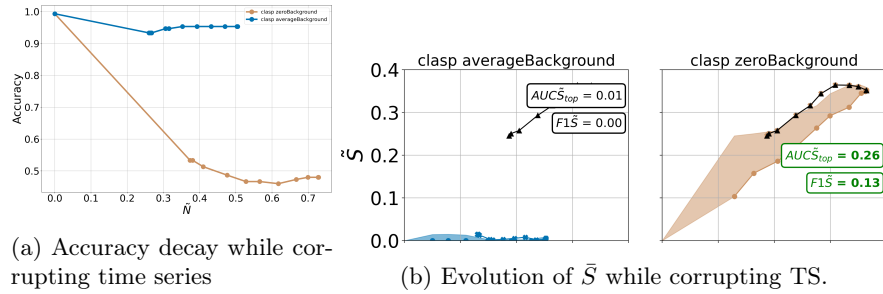 clasp zeroBackground
clasp averageBackground
1.0
0.9
0.8
0.7
0.6
0.5
Accuracy
0.0 0.1 0.2 0.3 0.4 0.5 0.6 0.7
Ñ
(a) Accuracy decay while cor-
rupting time series
clasp averageBackground
0.4
0.3
0.2
0.1
0.0
S̃
AUCS̃top = 0.01
F1S̃ = 0.00
clasp zeroBackground
AUCS̃top = 0.26
F1S̃ = 0.13
(b) Evolution of S̄ while corrupting TS.